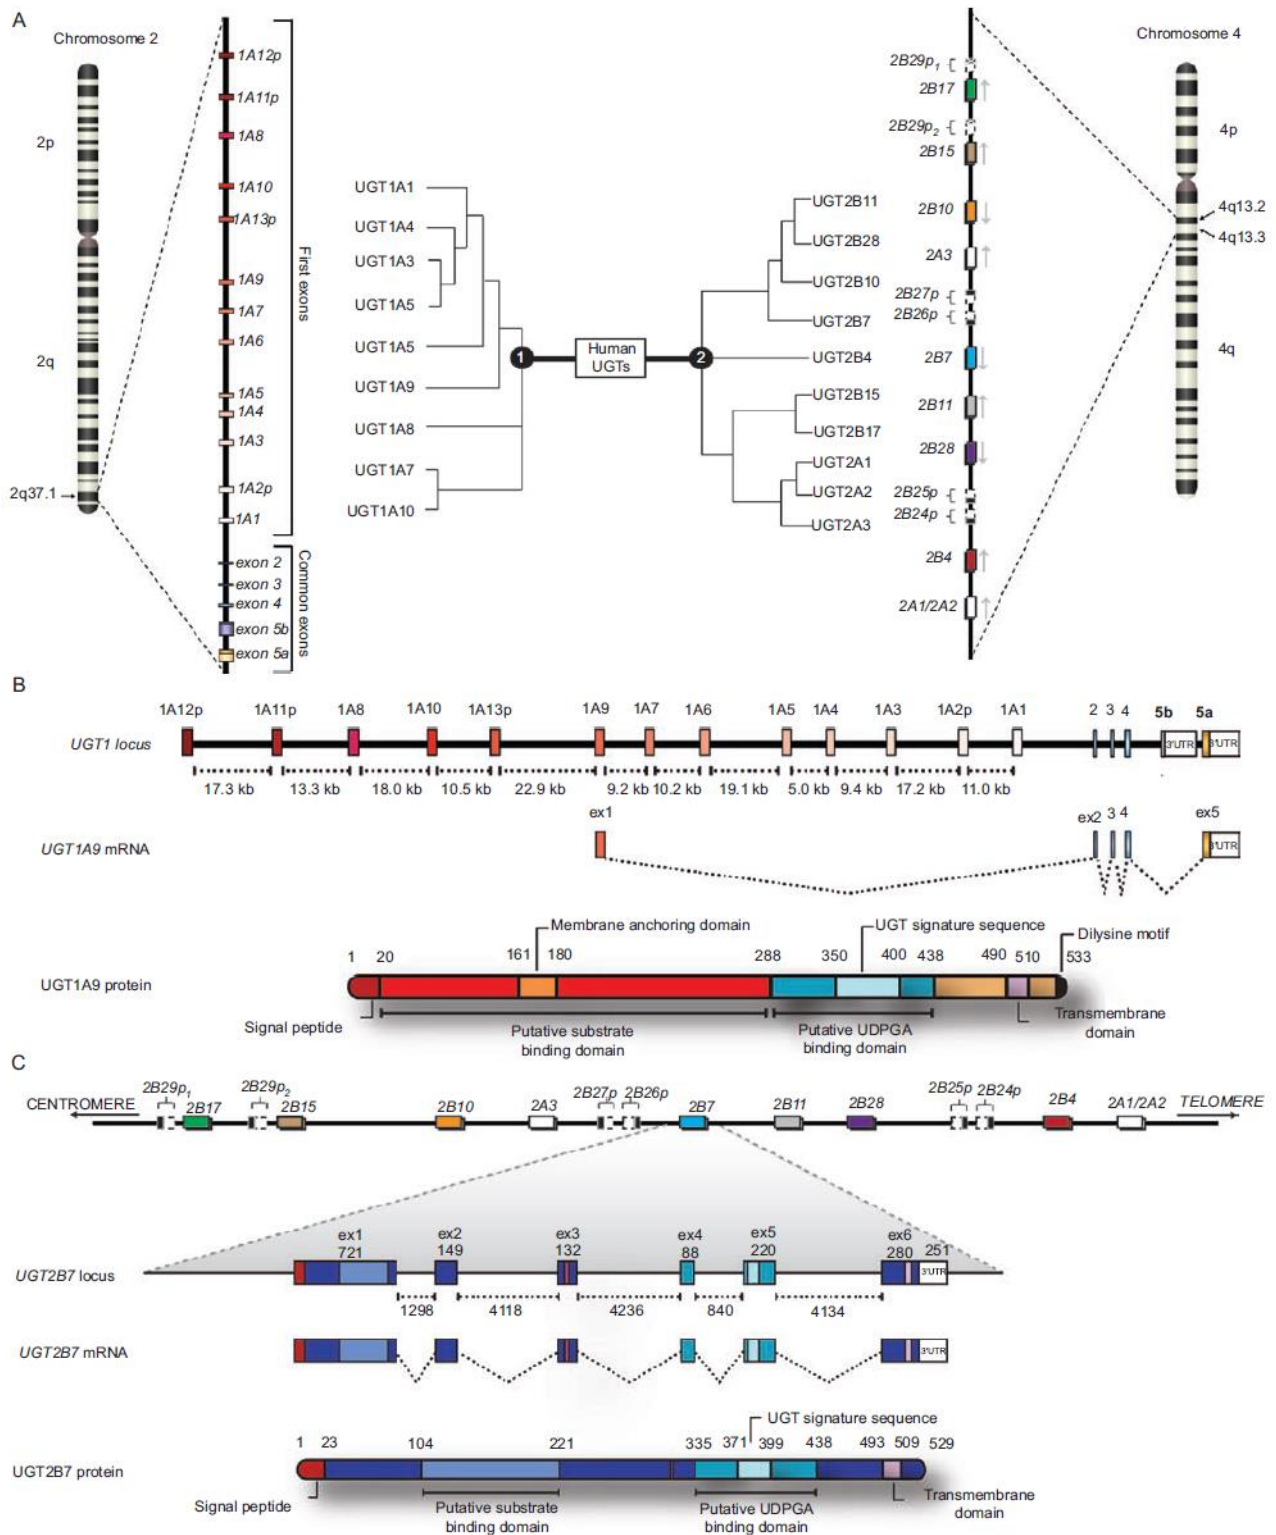 A
Chromosome 2
2p
2q
2q37.1
1A12p
1A11p
1A8
1A10
1A13p
1A9
1A7
1A6
1A5
1A4
1A3
1A2p
1A1
First exons
exon 2
exon 3
exon 4
exon 5b
exon 5a
Common exons
UGT1A1
UGT1A4
UGT1A3
UGT1A5
UGT1A5
UGT1A9
UGT1A8
UGT1A7
UGT1A10
1
Human
UGTs
2
UGT2B11
UGT2B28
UGT2B10
UGT2B7
UGT2B4
UGT2B15
UGT2B17
UGT2A1
UGT2A2
UGT2A3
2B29p1
2B17
2B29p2
2B15
2B10
2A3
2B27p
2B26p
2B7
2B11
2B28
2B25p
2B24p
2B4
2A1/2A2
Chromosome 4
4p
4q13.2
4q13.3
4q
B
1A12p 1A11p 1A8 1A10 1A13p 1A9 1A7 1A6 1A5 1A4 1A3 1A2p 1A1 2 3 4 5b 5a
UGT1 locus 3'UTR 3'UTR
17.3 kb 13.3 kb 18.0 kb 10.5 kb 22.9 kb 9.2 kb 10.2 kb 19.1 kb 5.0 kb 9.4 kb 17.2 kb 11.0 kb
ex1 ex2 3 4 ex5
UGT1A9 mRNA 3'UTR
Membrane anchoring domain UGT signature sequence Dilysine motif
1 20 161 180 288 350 400 438 490 510 533
UGT1A9 protein
Signal peptide Putative substrate Putative UDPGA Transmembrane
binding domain binding domain domain
C
2B29p1 2B29p2 2B27p 2B26p 2B25p 2B24p
CENTROMERE 2B17 2B15 2B10 2A3 2B7 2B11 2B28 2B4 2A1/2A2 TELOMERE
ex1 ex2 ex3 ex4 ex5 ex6
721 149 132 88 220 280 251
UGT2B7 locus 3'UTR
1298 4118 4236 840 4134
UGT2B7 mRNA 3'UTR
UGT signature sequence
1 23 104 221 335 371 399 438 493 509 529
UGT2B7 protein
Signal peptide Putative substrate Putative UDPGA Transmembrane
binding domain binding domain domain